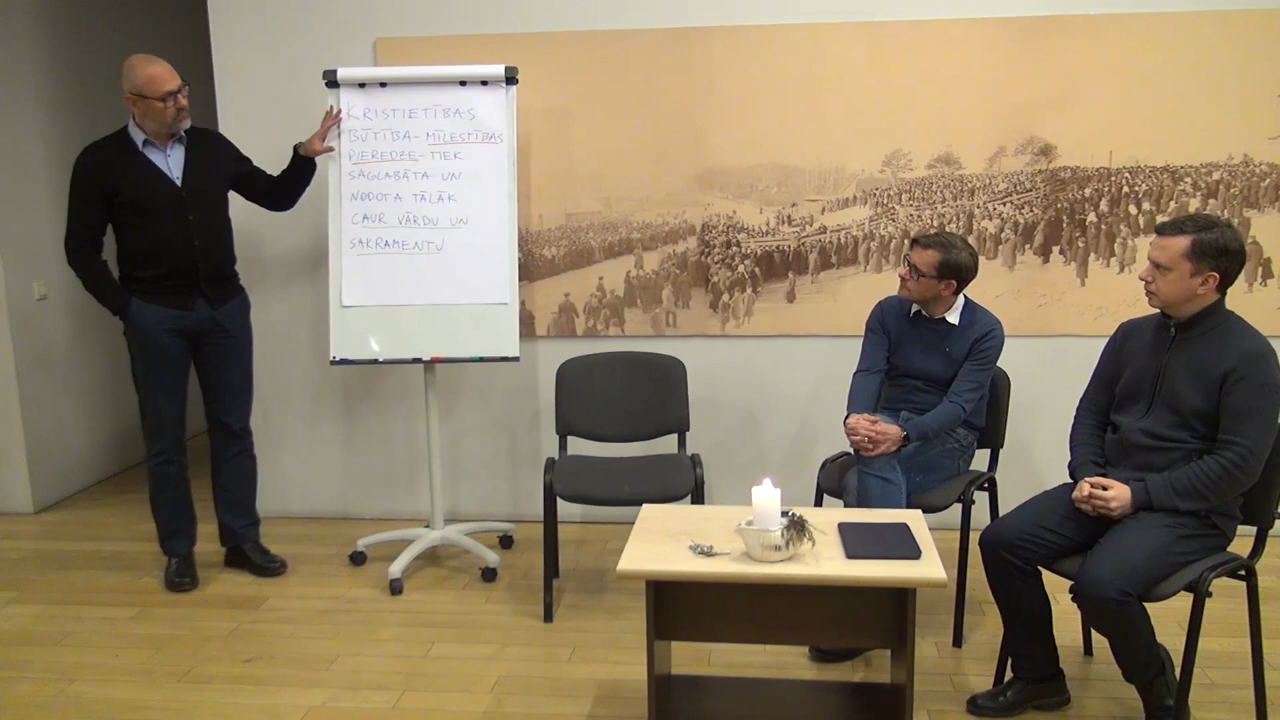 KRISTIETĪBAS
BŪTĪBA - MĪLESTĪBAS
PIEREDZE - TIEK
SAGLABĀTA UN
NODOTA TĀLĀK
CAUR VĀRDU UN
SAKRAMENTU